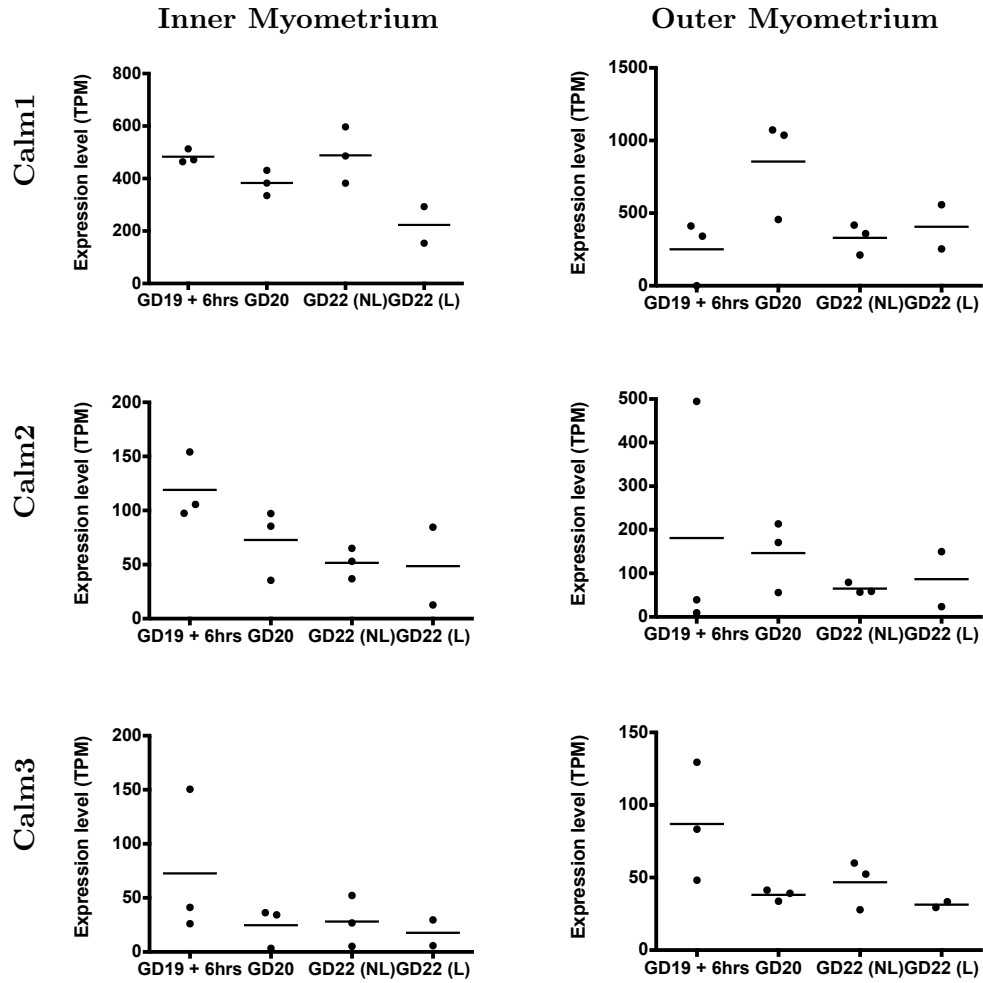 Inner Myometrium
Outer Myometrium
Calm1
Expression level (TPM)
800
600
400
200
0
GD19 + 6hrs GD20 GD22 (NL) GD22 (L)
Expression level (TPM)
1500
1000
500
0
GD19 + 6hrs GD20 GD22 (NL) GD22 (L)
Calm2
Expression level (TPM)
200
150
100
50
0
GD19 + 6hrs GD20 GD22 (NL) GD22 (L)
Expression level (TPM)
500
400
300
200
100
0
GD19 + 6hrs GD20 GD22 (NL) GD22 (L)
Calm3
Expression level (TPM)
200
150
100
50
0
GD19 + 6hrs GD20 GD22 (NL) GD22 (L)
Expression level (TPM)
150
100
50
0
GD19 + 6hrs GD20 GD22 (NL) GD22 (L)